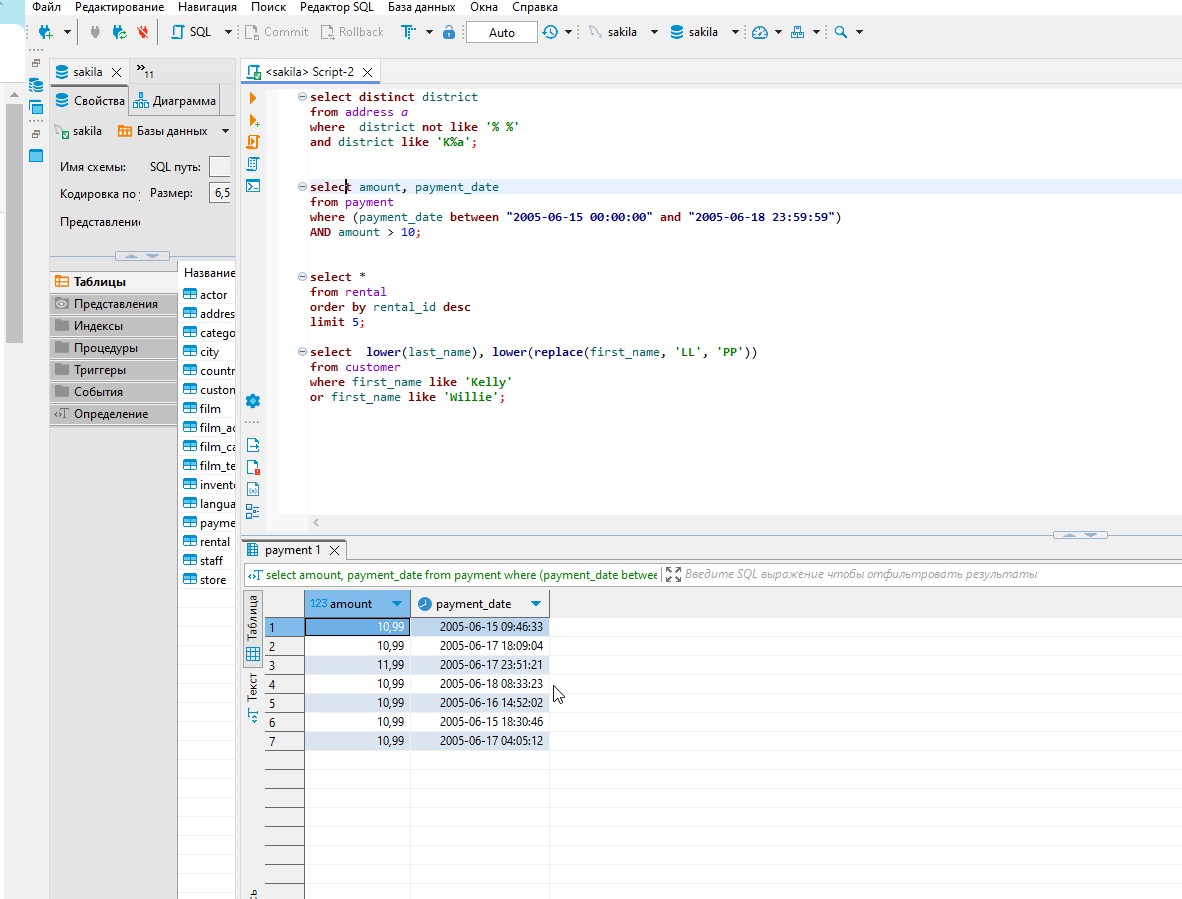 Файл Редактирование Навигация Поиск Редактор SQL База данных Окна Справка
SQL Commit Rollback Auto sakila sakila
sakila »11
<sakila> Script-2
Свойства Диаграмма
sakila Базы данных
Имя схемы: SQL путь:
Кодировка по Размер: 6,5
Представлени
Таблицы
Представления
Индексы
Процедуры
Триггеры
События
Определение
Название
actor
addres
catego
city
countr
custon
film
film_ac
film_ca
film_te
invent
langua
payme
rental
staff
store
select distinct district
from address a
where district not like '% %'
and district like 'K%a';
select amount, payment_date
from payment
where (payment_date between "2005-06-15 00:00:00" and "2005-06-18 23:59:59")
AND amount > 10;
select *
from rental
order by rental_id desc
limit 5;
select lower(last_name), lower(replace(first_name, 'LL', 'PP'))
from customer
where first_name like 'Kelly'
or first_name like 'Willie';
payment 1
select amount, payment_date from payment where (payment_date betwee
Введите SQL выражение чтобы отфильтровать результаты
Таблица
Текст
123 amount payment_date
1 10,99 2005-06-15 09:46:33
2 10,99 2005-06-17 18:09:04
3 11,99 2005-06-17 23:51:21
4 10,99 2005-06-18 08:33:23
5 10,99 2005-06-16 14:52:02
6 10,99 2005-06-15 18:30:46
7 10,99 2005-06-17 04:05:12